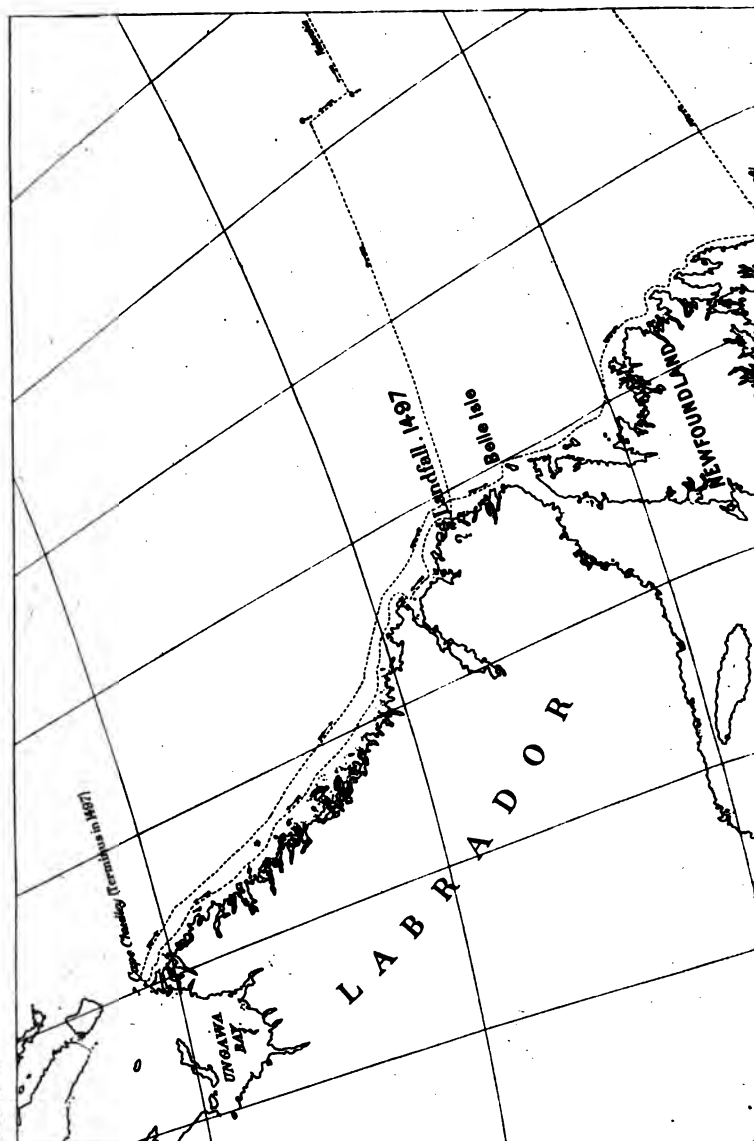 Landfall. 1497
Belle Isle
NEWFOUNDLAND
Cape Chudley (Terminus in 1497)
LABRADOR
UNGAWA
BAY